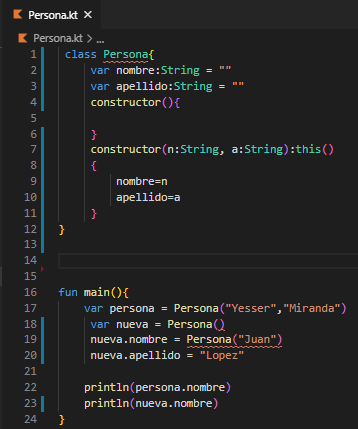 Persona.kt
Persona.kt > ...
1 class Persona{
2 var nombre:String = ""
3 var apellido:String = ""
4 constructor(){
5
6 }
7 constructor(n:String, a:String):this()
8 {
9 nombre=n
10 apellido=a
11 }
12 }
13
14
15
16 fun main(){
17 var persona = Persona("Yesser","Miranda")
18 var nueva = Persona()
19 nueva.nombre = Persona("Juan")
20 nueva.apellido = "Lopez"
21
22 println(persona.nombre)
23 println(nueva.nombre)
24 }